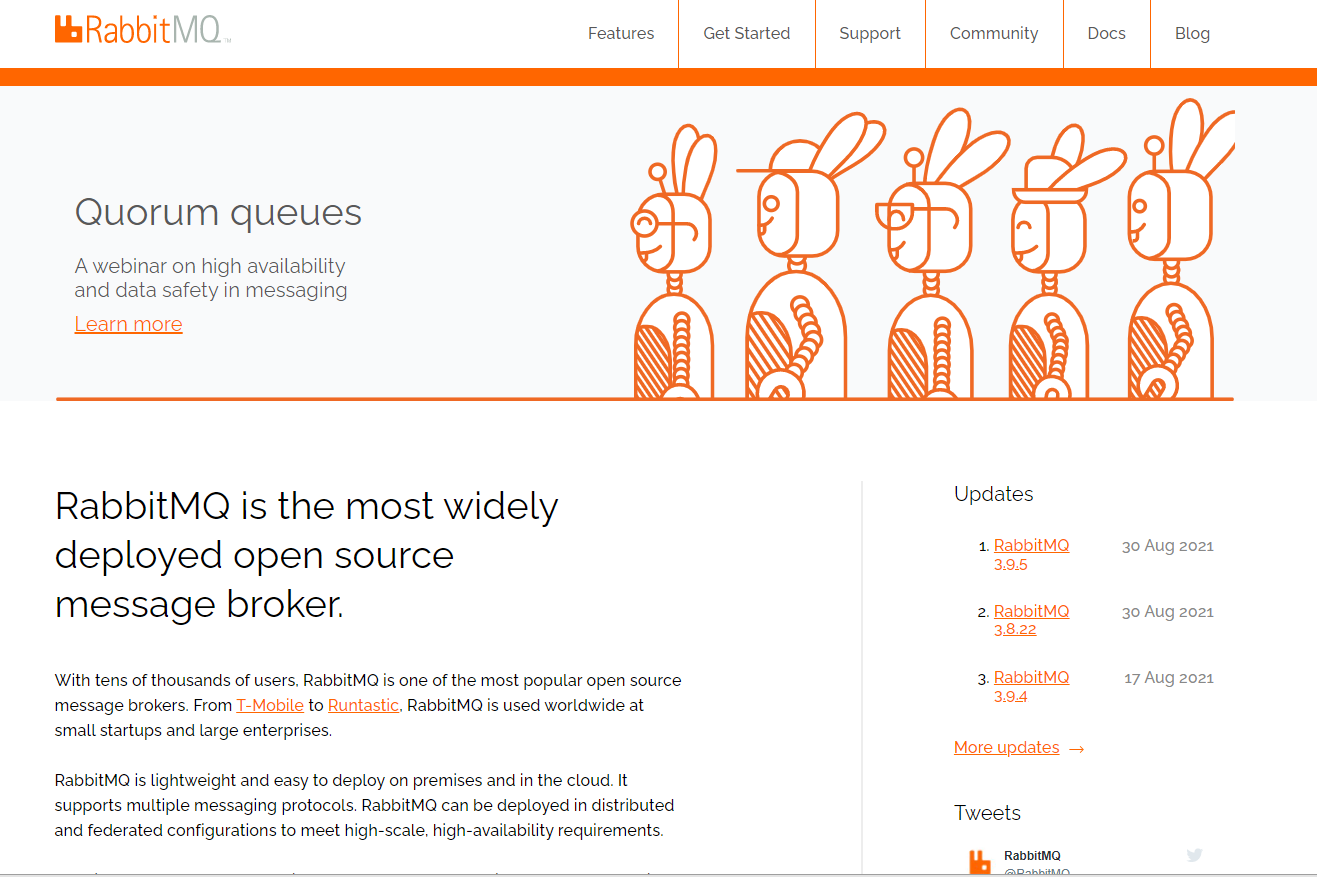 RabbitMQ™
Features
Get Started
Support
Community
Docs
Blog
Quorum queues
A webinar on high availability
and data safety in messaging
Learn more
RabbitMQ is the most widely
deployed open source
message broker.
With tens of thousands of users, RabbitMQ is one of the most popular open source
message brokers. From T-Mobile to Runtastic, RabbitMQ is used worldwide at
small startups and large enterprises.
RabbitMQ is lightweight and easy to deploy on premises and in the cloud. It
supports multiple messaging protocols. RabbitMQ can be deployed in distributed
and federated configurations to meet high-scale, high-availability requirements.
Updates
1. RabbitMQ 30 Aug 2021
3.9.5
2. RabbitMQ 30 Aug 2021
3.8.22
3. RabbitMQ 17 Aug 2021
3.9.4
More updates →
Tweets
RabbitMQ
@RabbitMQ